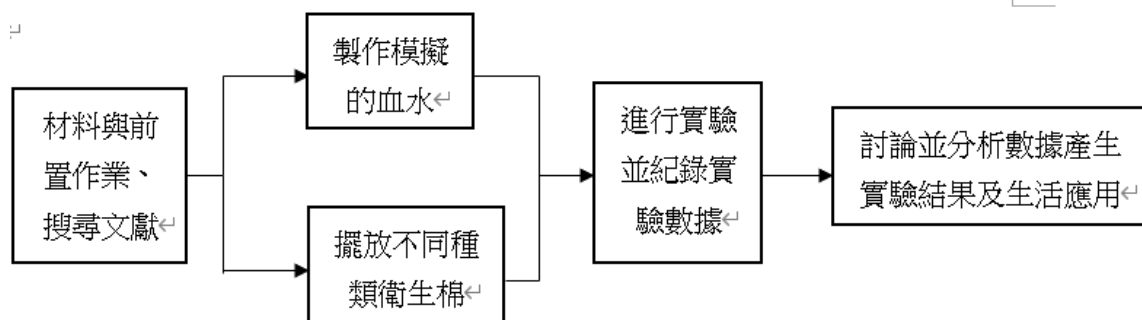 材料與前
置作業、
搜尋文獻
製作模擬
的血水
擺放不同種
類衛生棉
進行實驗
並紀錄實
驗數據
討論並分析數據產生
實驗結果及生活應用